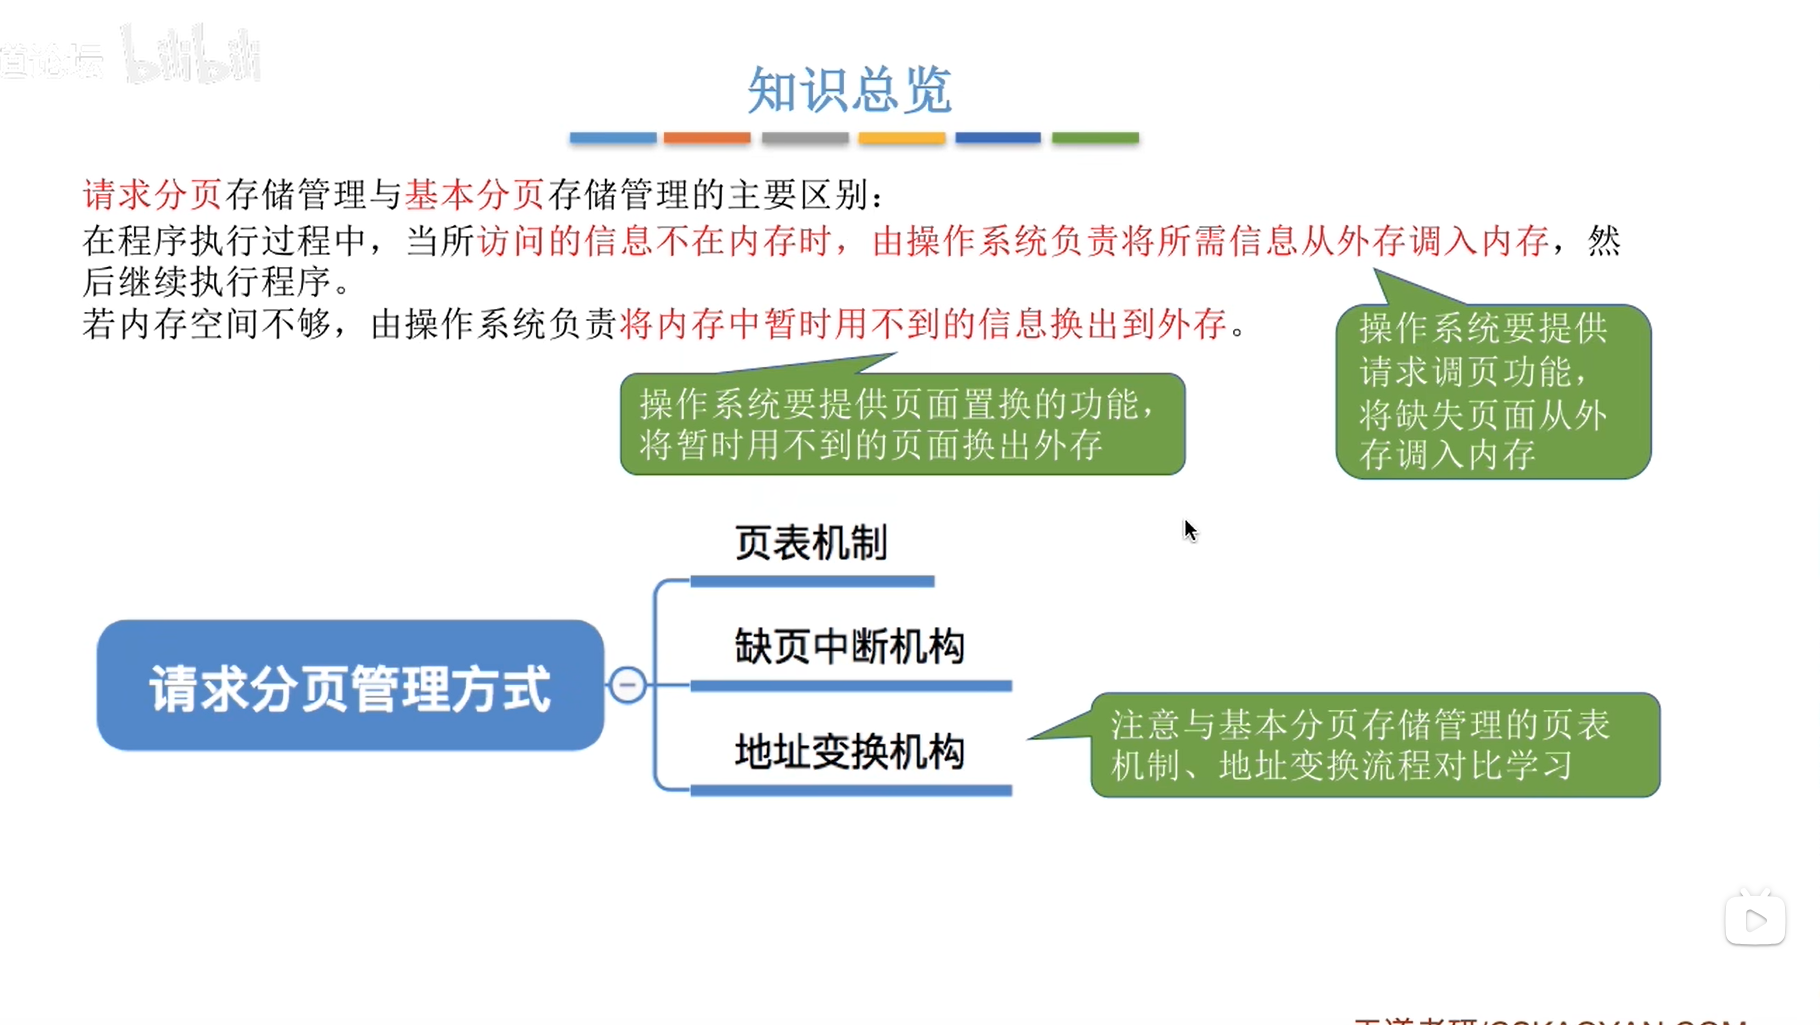 道论坛 bilibili
知识总览
请求分页存储管理与基本分页存储管理的主要区别：
在程序执行过程中，当所访问的信息不在内存时，由操作系统负责将所需信息从外存调入内存，然
后继续执行程序。
若内存空间不够，由操作系统负责将内存中暂时用不到的信息换出到外存。
操作系统要提供
请求调页功能，
将缺失页面从外
存调入内存
操作系统要提供页面置换的功能，
将暂时用不到的页面换出外存
页表机制
缺页中断机构
请求分页管理方式
地址变换机构
注意与基本分页存储管理的页表
机制、地址变换流程对比学习
王道考研/CSKAOYAN.COM